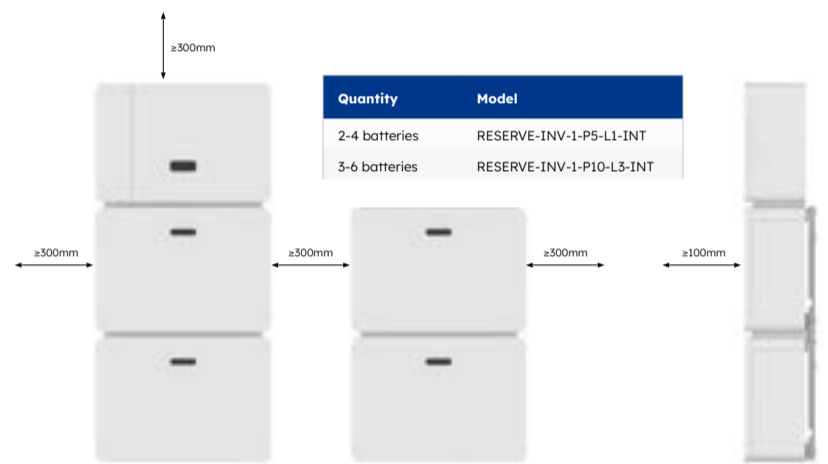 ≥300mm
Quantity Model
2-4 batteries RESERVE-INV-1-P5-L1-INT
3-6 batteries RESERVE-INV-1-P10-L3-INT
≥300mm ≥300mm ≥300mm ≥100mm